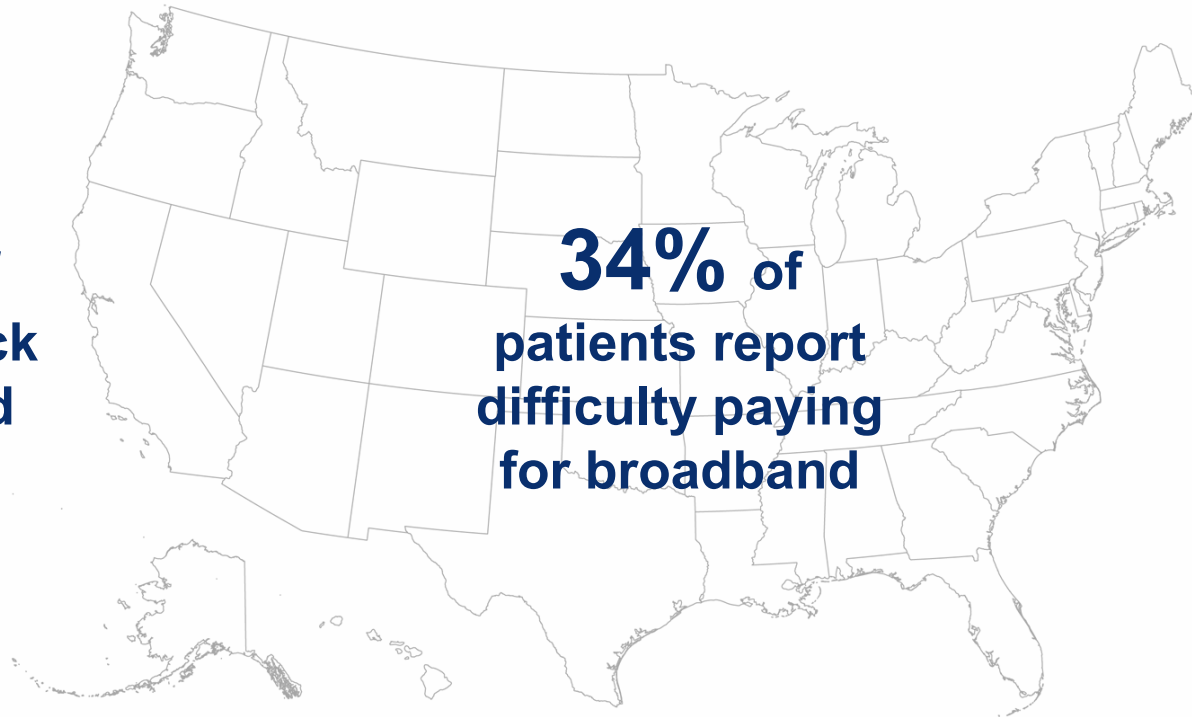 34% of
patients report
difficulty paying
for broadband